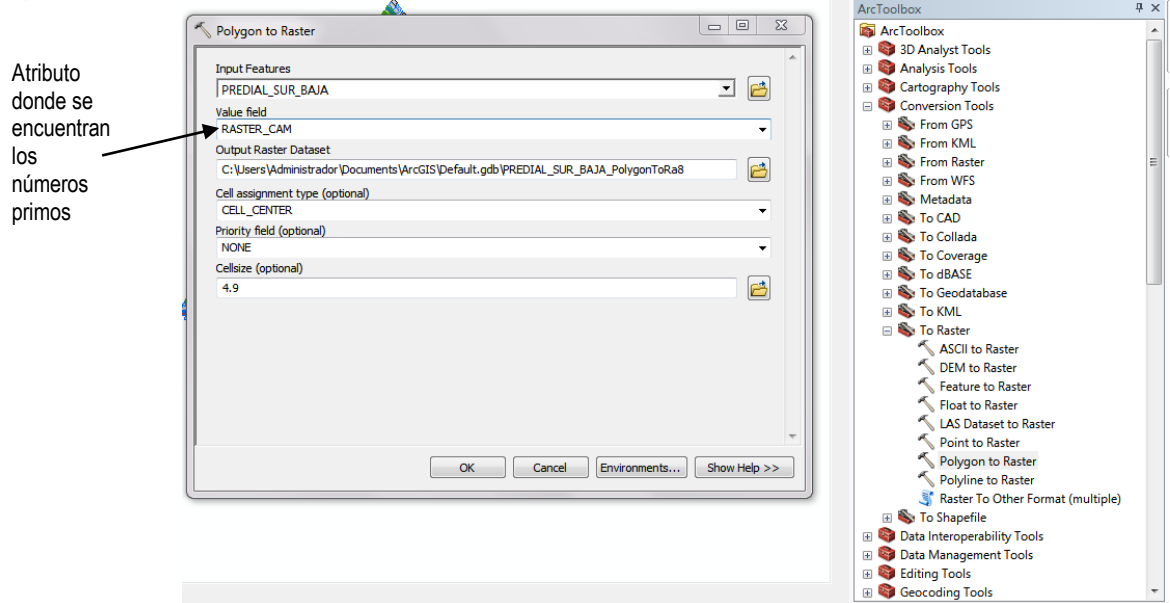 Atributo
donde se
encuentran
los
números
primos
Polygon to Raster
Input Features
PREDIAL_SUR_BAJA
Value field
RASTER_CAM
Output Raster Dataset
C:\Users\Administrador\Documents\ArcGIS\Default.gdb\PREDIAL_SUR_BAJA_PolygonToRa8
Cell assignment type (optional)
CELL_CENTER
Priority field (optional)
NONE
Cellsize (optional)
4.9
OK
Cancel
Environments...
Show Help >>
ArcToolbox
ArcToolbox
3D Analyst Tools
Analysis Tools
Cartography Tools
Conversion Tools
From GPS
From KML
From Raster
From WFS
Metadata
To CAD
To Collada
To Coverage
To dBASE
To Geodatabase
To KML
To Raster
ASCII to Raster
DEM to Raster
Feature to Raster
Float to Raster
LAS Dataset to Raster
Point to Raster
Polygon to Raster
Polyline to Raster
Raster To Other Format (multiple)
To Shapefile
Data Interoperability Tools
Data Management Tools
Editing Tools
Geocoding Tools